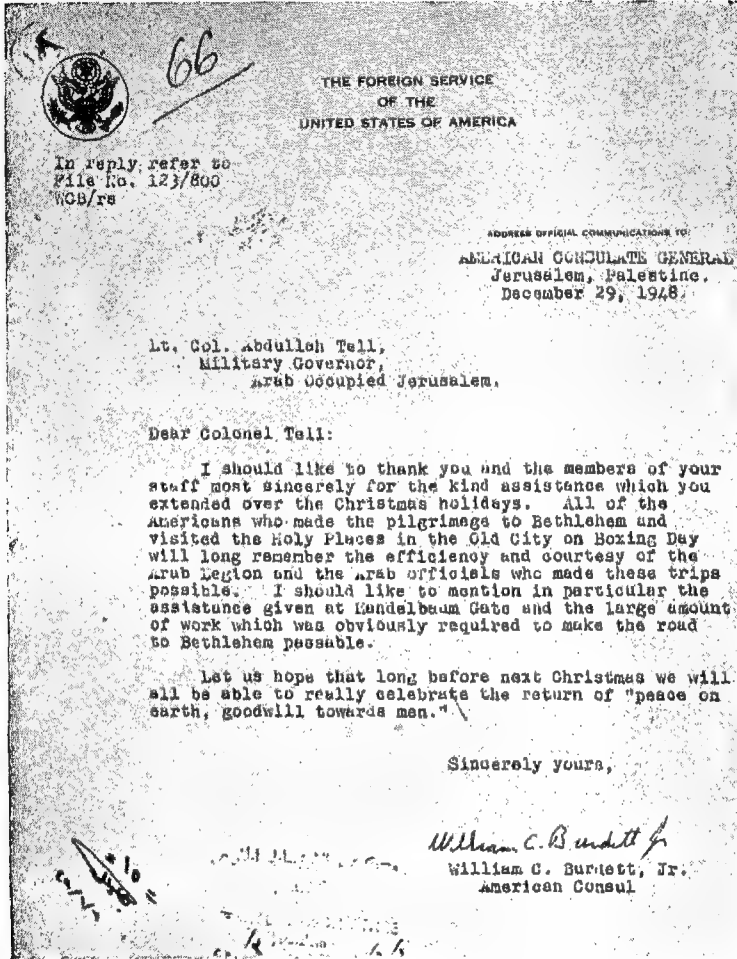 66
THE FOREIGN SERVICE
OF THE
UNITED STATES OF AMERICA
In reply refer to
File No. 123/800
WCB/rs
ADDRESS OFFICIAL COMMUNICATIONS TO:
AMERICAN CONSULATE GENERAL
Jerusalem, Palestine.
December 29, 1948.
Lt. Col. Abdullah Tell,
Military Governor,
Arab Occupied Jerusalem.
Dear Colonel Tell:
I should like to thank you and the members of your
staff most sincerely for the kind assistance which you
extended over the Christmas holidays. All of the
Americans who made the pilgrimage to Bethlehem and
visited the Holy Places in the Old City on Boxing Day
will long remember the efficiency and courtesy of the
Arab Legion and the Arab officials who made these trips
possible. I should like to mention in particular the
assistance given at Mandelbaum Gate and the large amount
of work which was obviously required to make the road
to Bethlehem passable.
Let us hope that long before next Christmas we will
all be able to really celebrate the return of "peace on
earth, goodwill towards men."
Sincerely yours,
William C. Burdett Jr
William C. Burdett, Jr.
American Consul